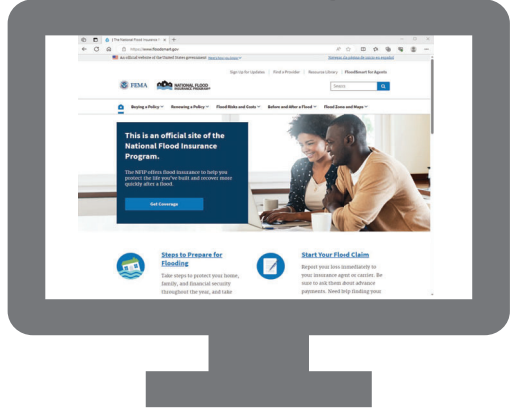 | The National Flood Insurance
https://www.floodsmart.gov
An official website of the United States government Here's how you know
Sign Up for Updates | Find a Provider | Resource Library | FloodSmart for Agents
FEMA
NATIONAL FLOOD
INSURANCE PROGRAM
Search
Buying a Policy Renewing a Policy Flood Risks and Costs Before and After a Flood Flood Zone and Maps
This is an official site of the
National Flood Insurance
Program.
The NFIP offers flood insurance to help you
protect the life you've built and recover more
quickly after a flood.
Get Coverage
Steps to Prepare for
Flooding
Take steps to protect your home,
family, and financial security
throughout the year, and take
Start Your Flood Claim
Report your loss immediately to
your insurance agent or carrier. Be
sure to ask them about advance
payments. Need help finding your